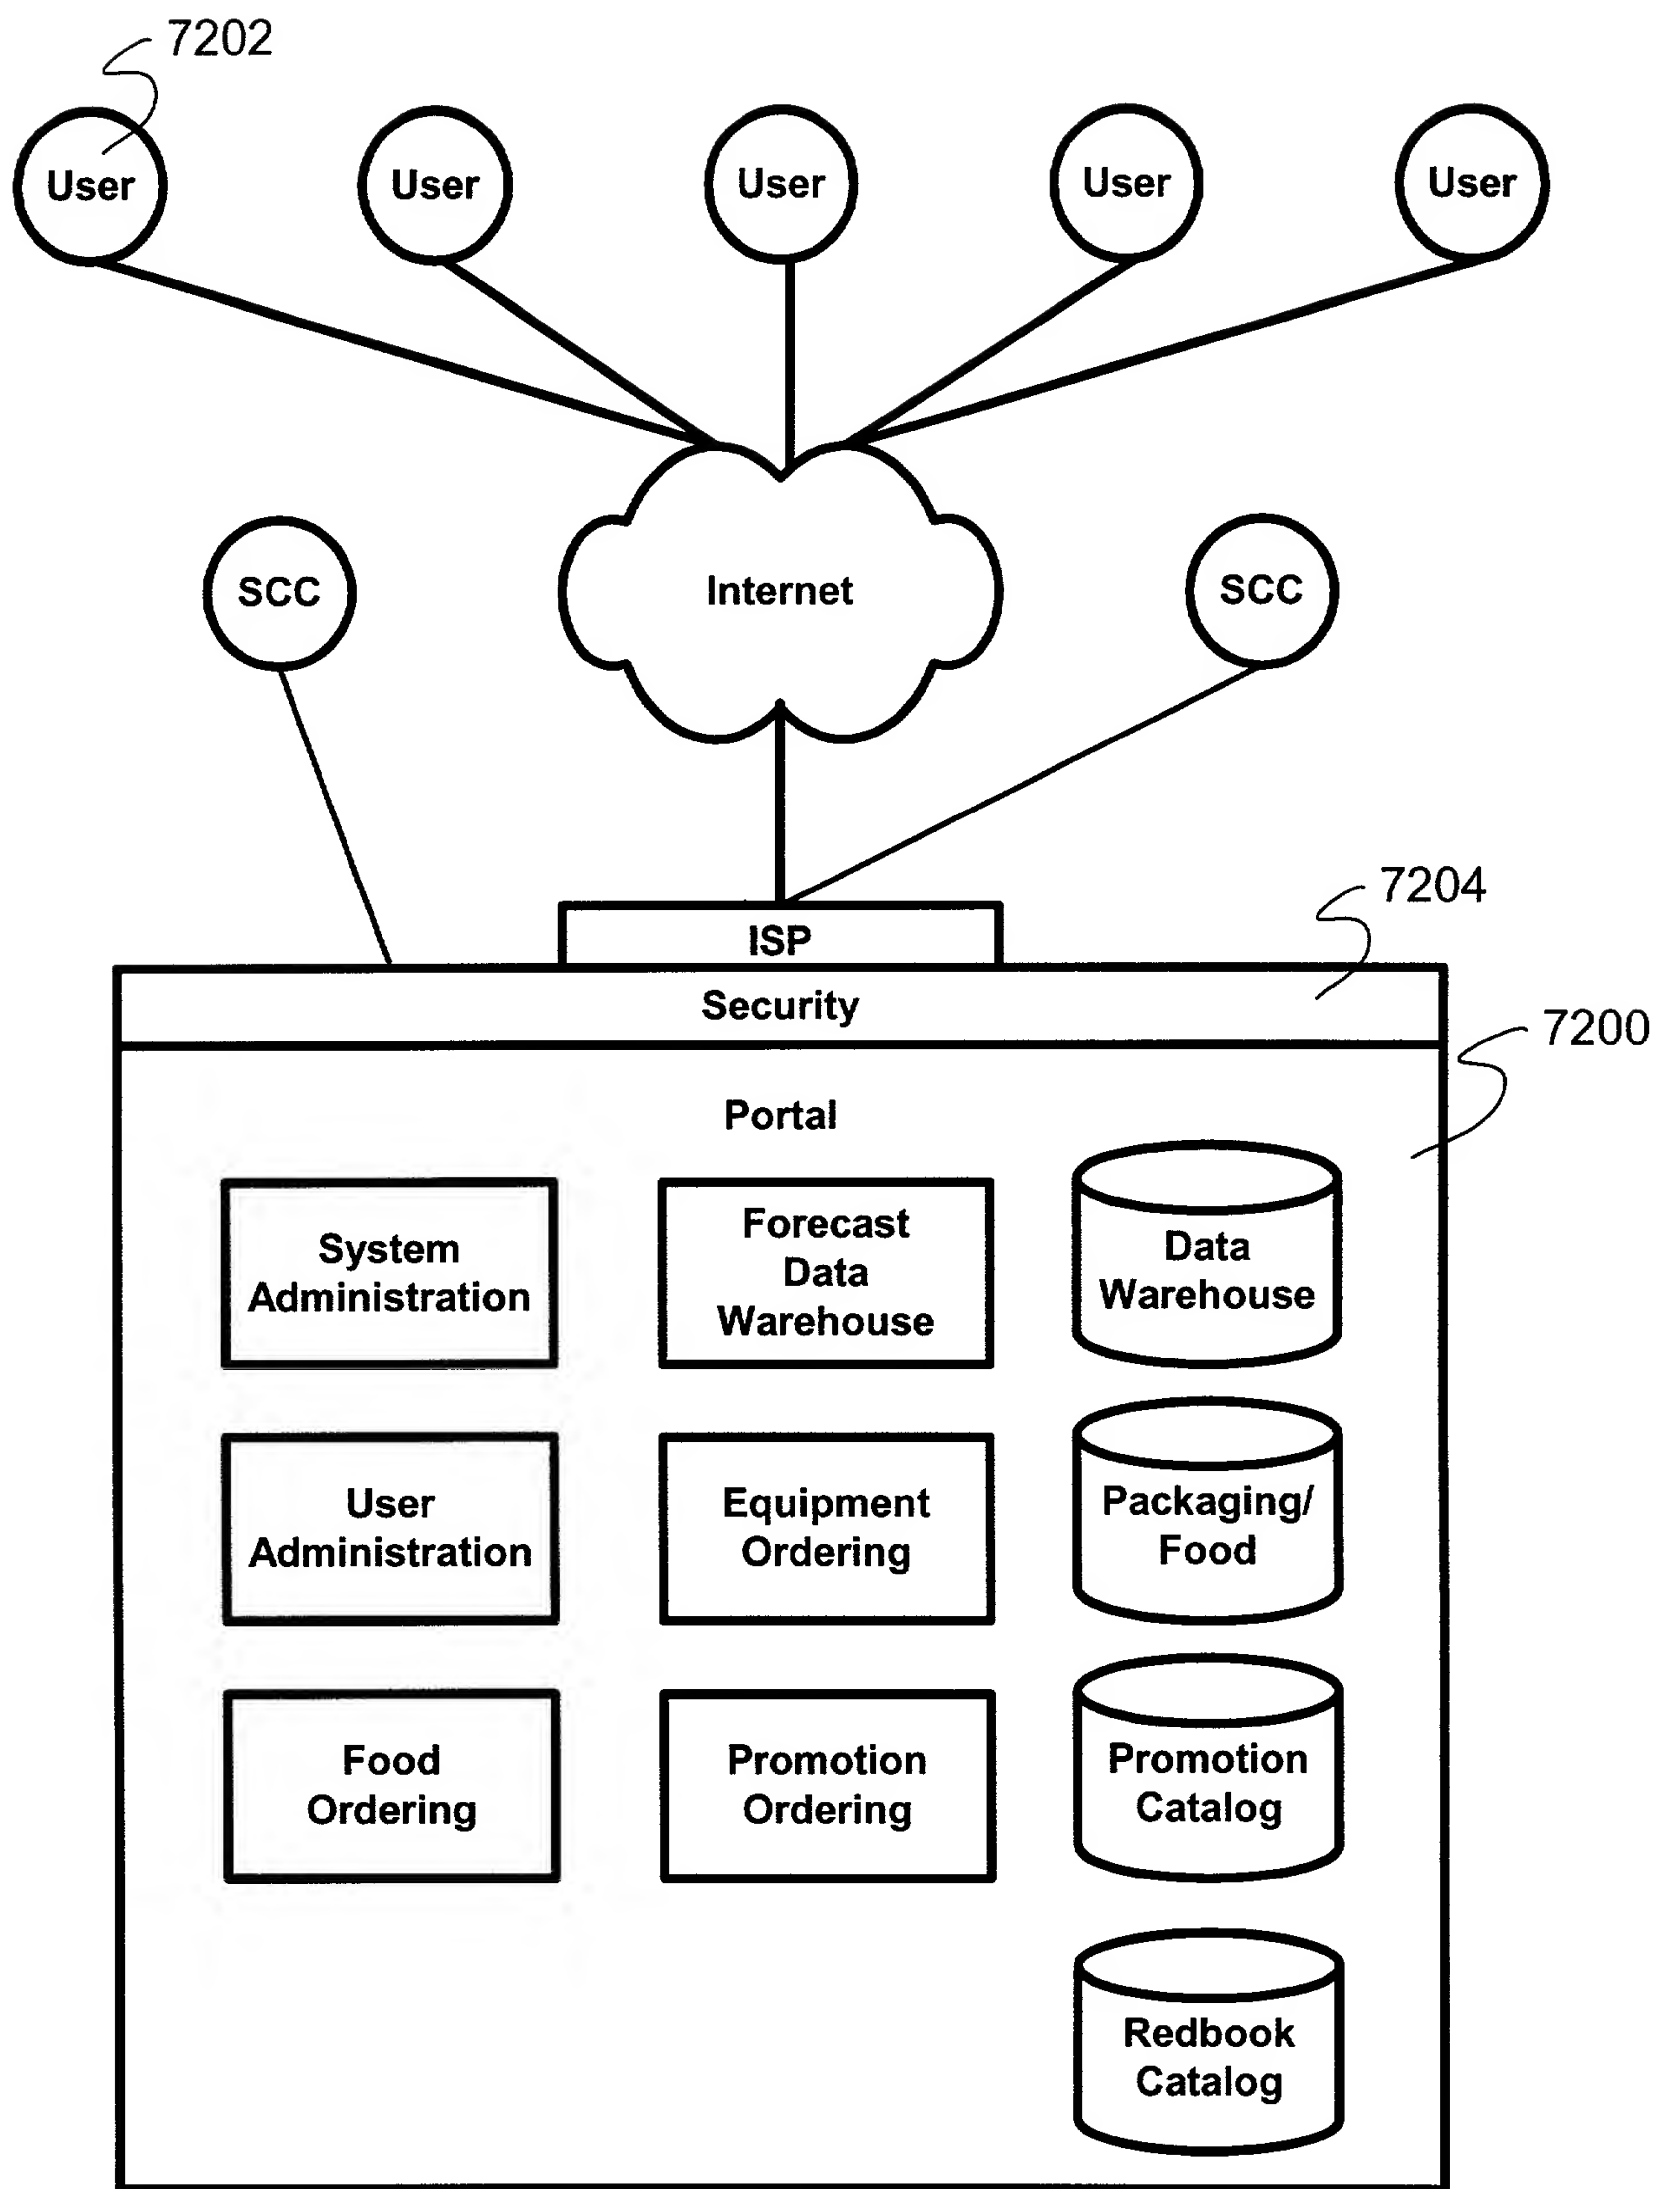 7202
User
User
User
User
User
SCC
Internet
SCC
ISP
7204
Security
7200
Portal
System
Administration
Forecast
Data
Warehouse
Data
Warehouse
User
Administration
Equipment
Ordering
Packaging/
Food
Food
Ordering
Promotion
Ordering
Promotion
Catalog
Redbook
Catalog